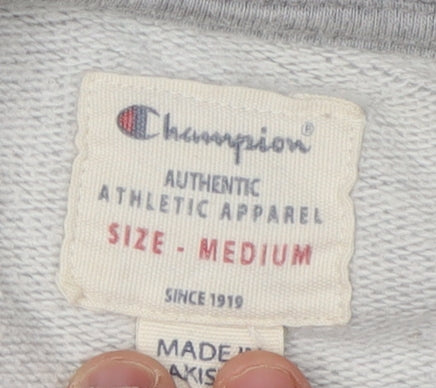 Champion®
AUTHENTIC
ATHLETIC APPAREL
SIZE - MEDIUM
SINCE 1919
MADE